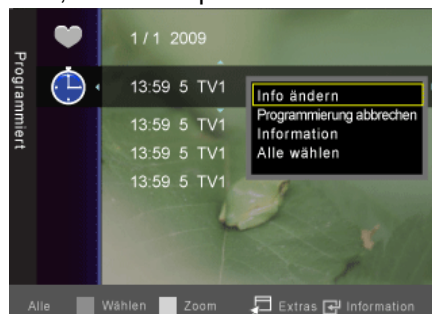 Programmiert
1 / 1 2009
13:59 5 TV1
13:59 5 TV1
13:59 5 TV1
13:59 5 TV1
Info ändern
Programmierung abbrechen
Information
Alle wählen
Alle Wählen Zoom Extras Information